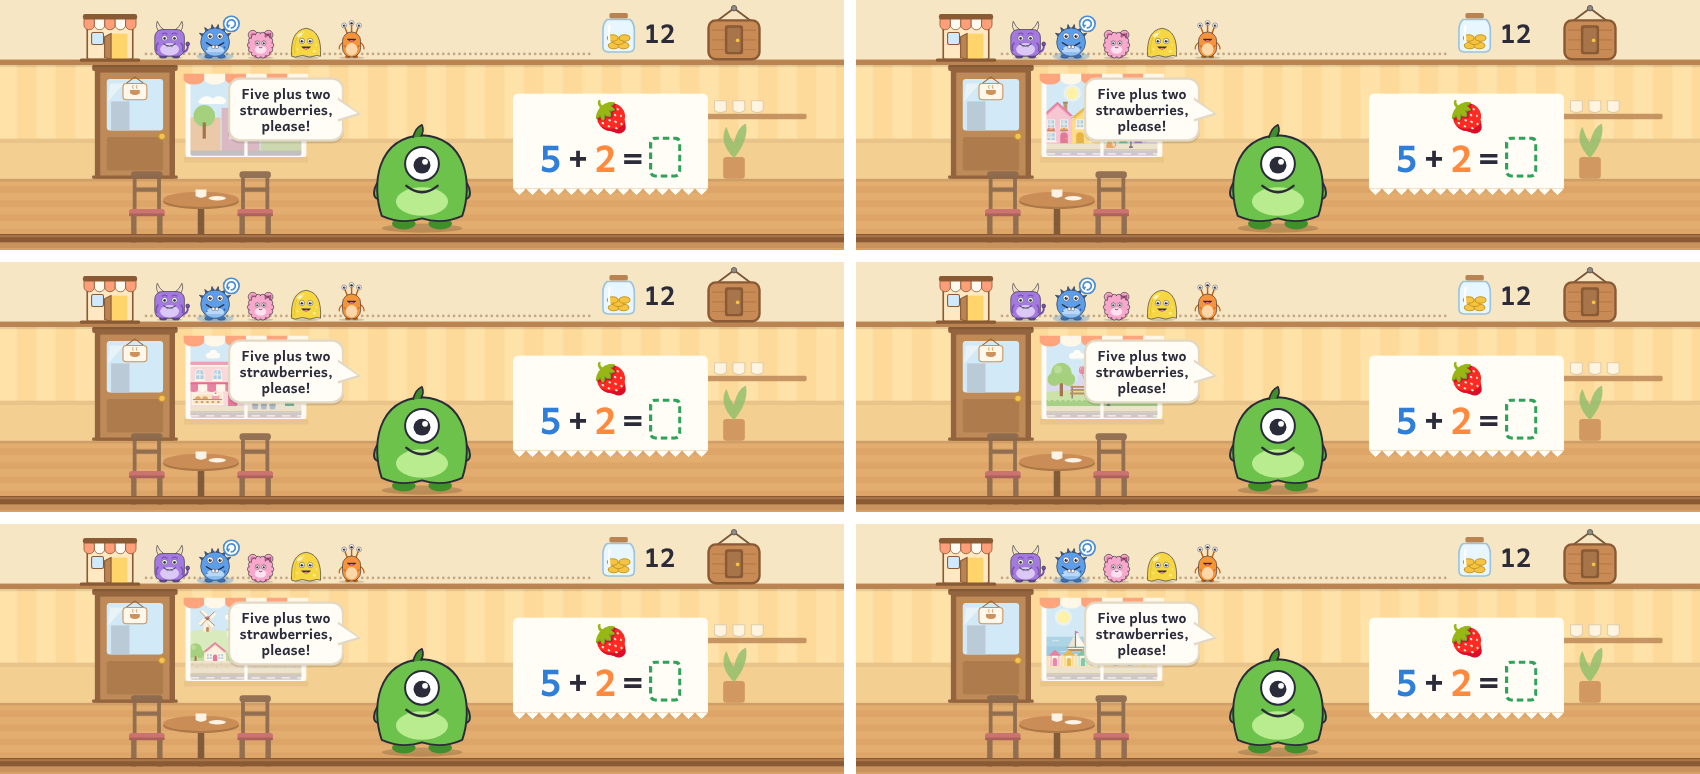 12
Five plus two
strawberries,
please!
5 + 2 =
12
Five plus two
strawberries,
please!
5 + 2 =
12
Five plus two
strawberries,
please!
5 + 2 =
12
Five plus two
strawberries,
please!
5 + 2 =
12
Five plus two
strawberries,
please!
5 + 2 =
12
Five plus two
strawberries,
please!
5 + 2 =